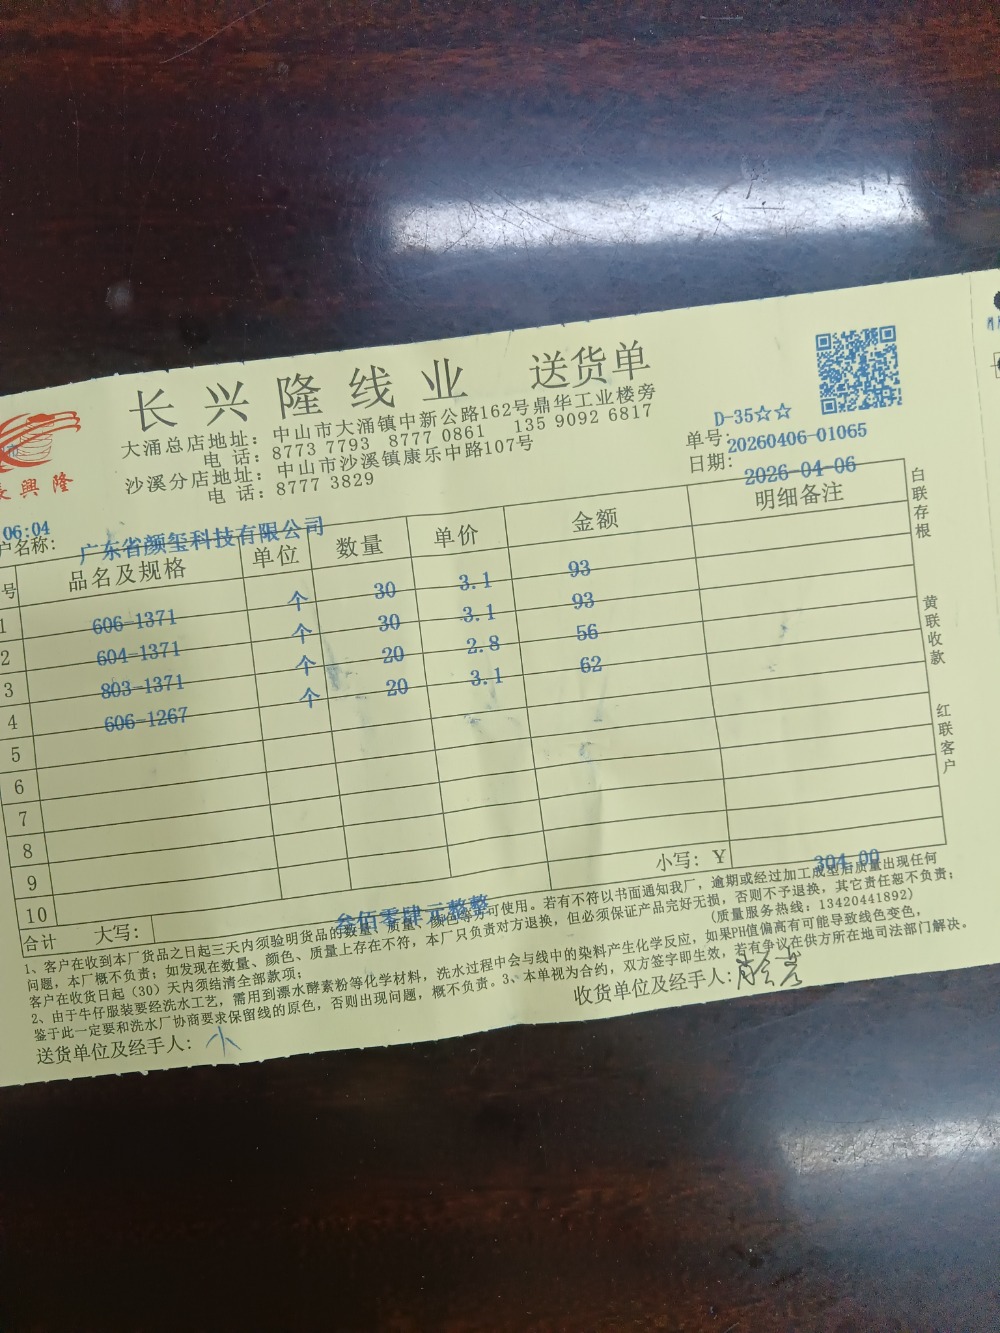 长兴隆线业 送货单
大涌总店地址: 中山市大涌镇中新公路162号鼎华工业楼旁
电 话: 8773 7793 8777 0861 135 9092 6817
沙溪分店地址: 中山市沙溪镇康乐中路107号
电 话: 8777 3829
興隆
D-35☆☆
单号: 20260406-01065
日期: 2026-04-06
06:04
户名称: 广东省颜玺科技有限公司
号 品名及规格 单位 数量 单价 金额 明细备注
1 606-1371 个 30 3.1 93
2 604-1371 个 30 3.1 93
3 803-1371 个 20 2.8 56
4 606-1267 个 20 3.1 62
5
6
7
8
9
10
小写: ¥ 304.00
合计 大写: 叁佰零肆元整整
白联存根
黄联收款
红联客户
1、客户在收到本厂货品之日起三天内须验明货品的数量、质量、颜色等方可使用。若有不符以书面通知我厂，逾期或经过加工成型后质量出现任何
问题，本厂概不负责；如发现在数量、颜色、质量上存在不符，本厂只负责对方退换，但必须保证产品完好无损，否则不予退换，其它责任恕不负责；
客户在收货日起（30）天内须结清全部款项；
(质量服务热线: 13420441892)
2、由于牛仔服装要经洗水工艺，需用到漂水酵素粉等化学材料，洗水过程中会与线中的染料产生化学反应，如果PH值偏高有可能导致线色变色，
鉴于此一定要和洗水厂协商要求保留线的原色，否则出现问题，概不负责。3、本单视为合约，双方签字即生效，若有争议在供方所在地司法部门解决。
送货单位及经手人: 小
收货单位及经手人: